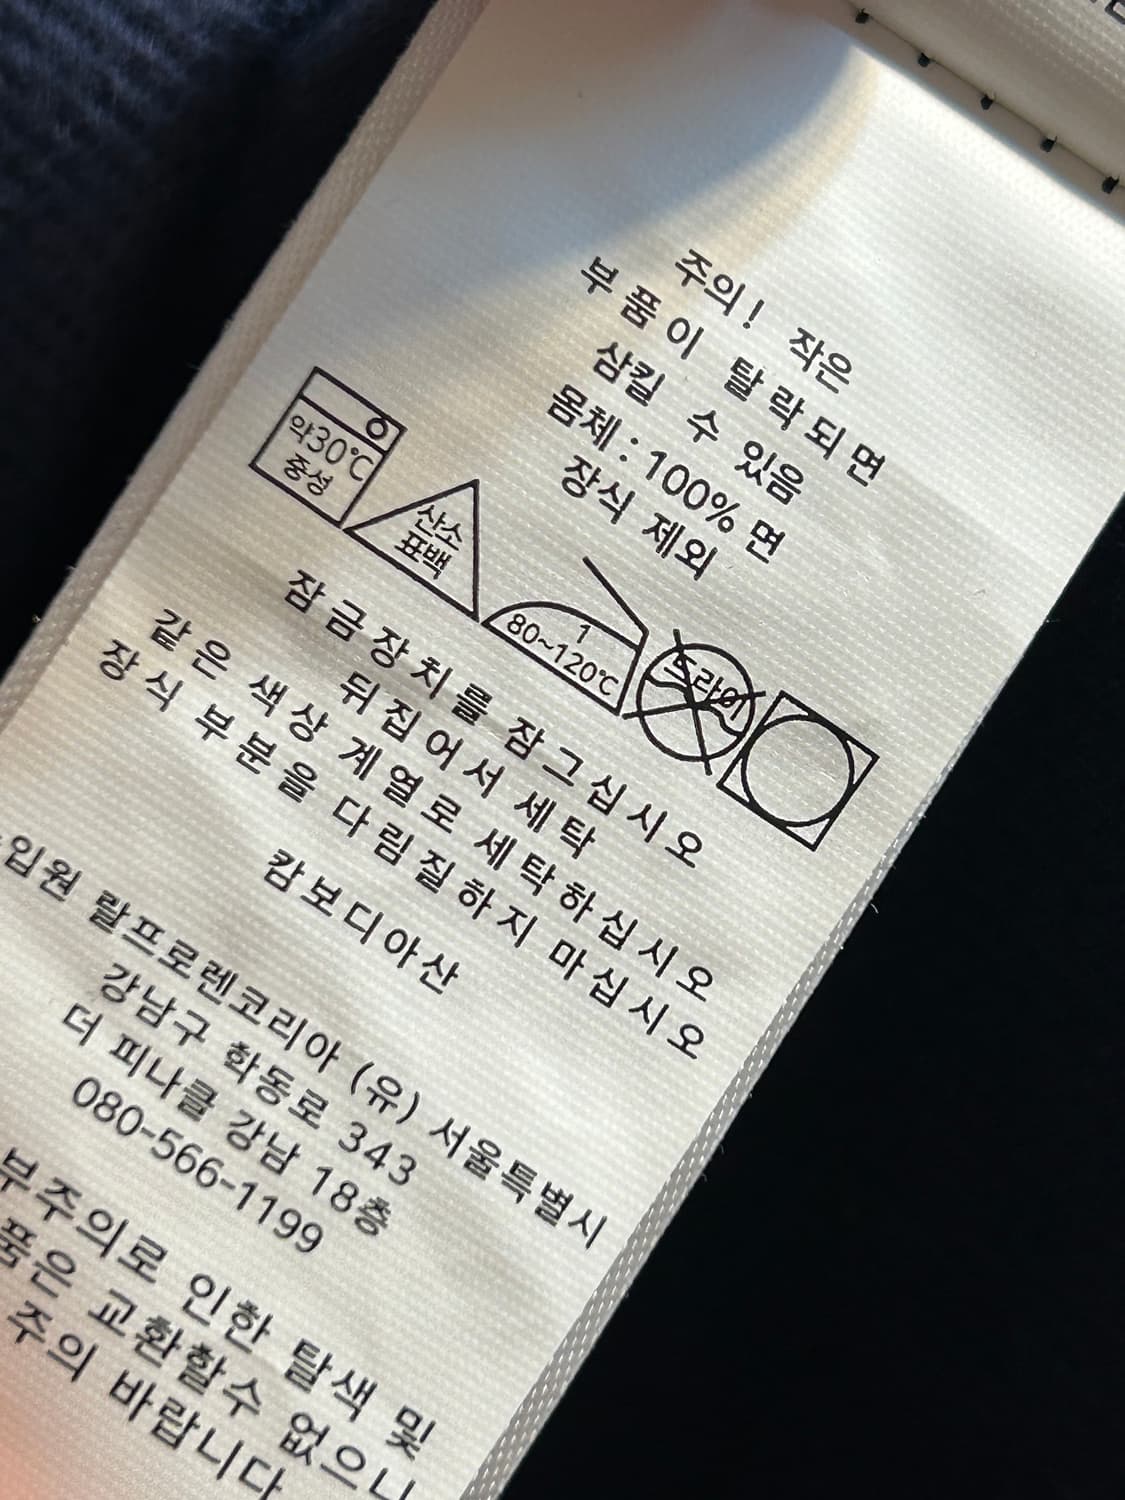 주의! 작은
부품이 탈락되면
삼킬 수 있음
몸체: 100% 면
장식 제외
약30℃
중성
산소
표백
1
80~120℃
드라이
잠금장치를 잠그십시오
뒤집어서 세탁
같은 색상 계열로 세탁하십시오
장식 부분을 다림질하지 마십시오
캄보디아산
입원 랄프로렌코리아 (유) 서울특별시
강남구 학동로 343
더 피나클 강남 18층
080-566-1199
부주의로 인한 탈색 및
품은 교환할수 없으니
주의 바랍니다